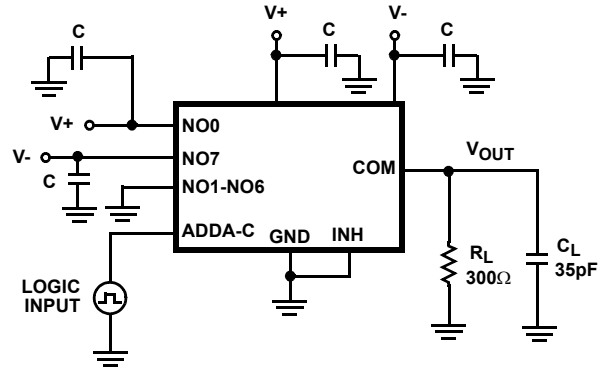 V+
V-
C
C
C
V+
NO0
V-
NO7
C
NO1-NO6
COM
VOUT
ADDA-C
GND
INH
LOGIC
INPUT
RL
300Ω
CL
35pF